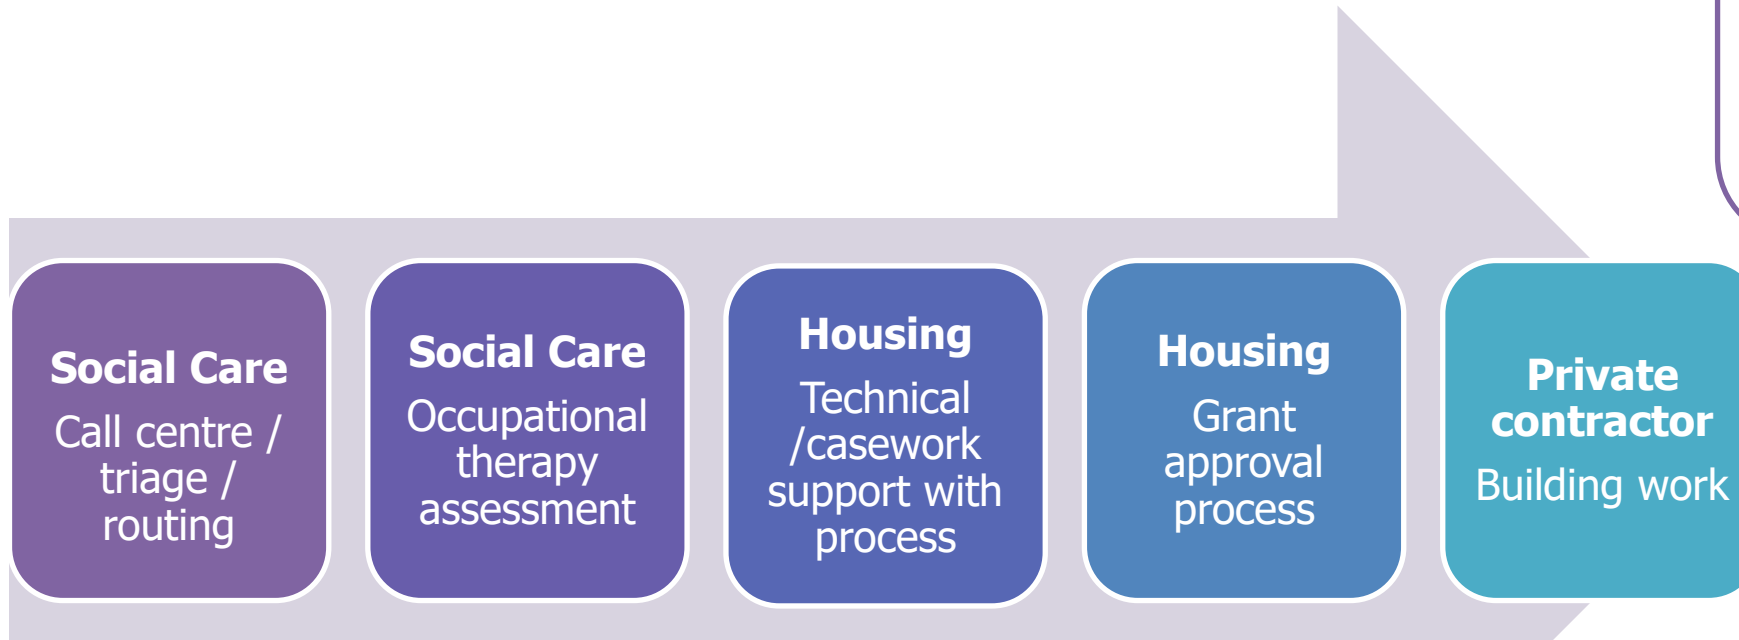 Social Care
Call centre /
triage /
routing
Social Care
Occupational
therapy
assessment
Housing
Technical
/casework
support with
process
Housing
Grant
approval
process
Private
contractor
Building work